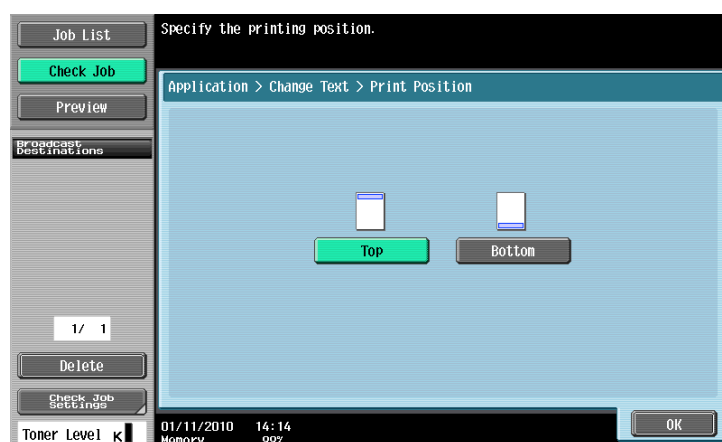 Job List
Specify the printing position.
Check Job
Application > Change Text > Print Position
Preview
Broadcast
Destinations
Top
Bottom
1/ 1
Delete
Check Job
Settings
Toner Level K
01/11/2010 14:14
Memory 99%
OK